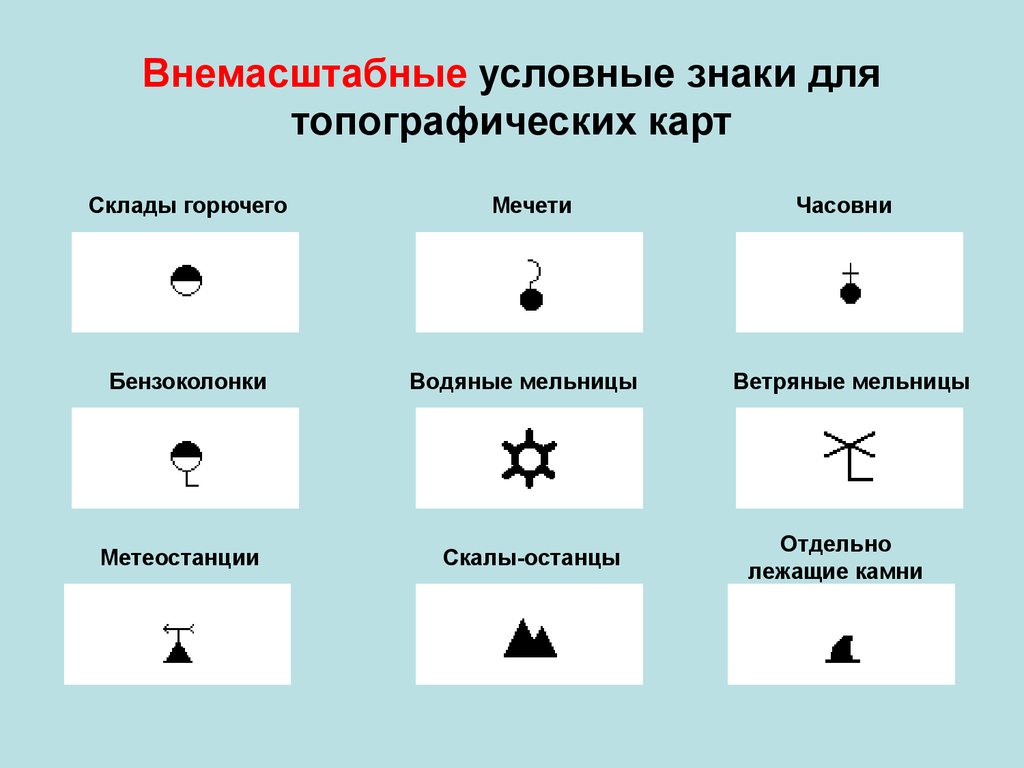 Внемасштабные условные знаки для
топографических карт
Склады горючего
Мечети
Часовни
Бензоколонки
Водяные мельницы
Ветряные мельницы
Метеостанции
Скалы-останцы
Отдельно
лежащие камни